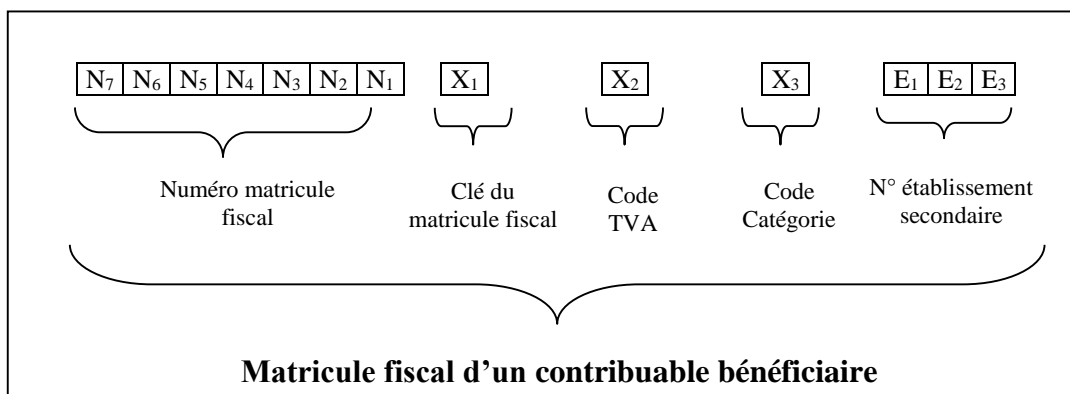 N₇ N₆ N₅ N₄ N₃ N₂ N₁ X₁ X₂ X₃ E₁ E₂ E₃
Numéro matricule
fiscal
Clé du
matricule fiscal
Code
TVA
Code
Catégorie
N° établissement
secondaire
Matricule fiscal d'un contribuable bénéficiaire